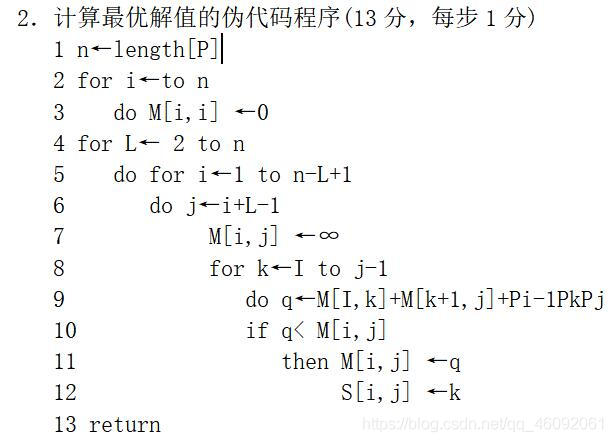 2. 计算最优解值的伪代码程序(13 分，每步 1 分)
1 n←length[P]
2 for i←to n
3 do M[i,i] ←0
4 for L← 2 to n
5 do for i←1 to n-L+1
6 do j←i+L-1
7 M[i,j] ←∞
8 for k←I to j-1
9 do q←M[I,k]+M[k+1,j]+Pi-1PkPj
10 if q< M[i,j]
11 then M[i,j] ←q
12 S[i,j] ←k
13 return
https://blog.csdn.net/qq_46092061